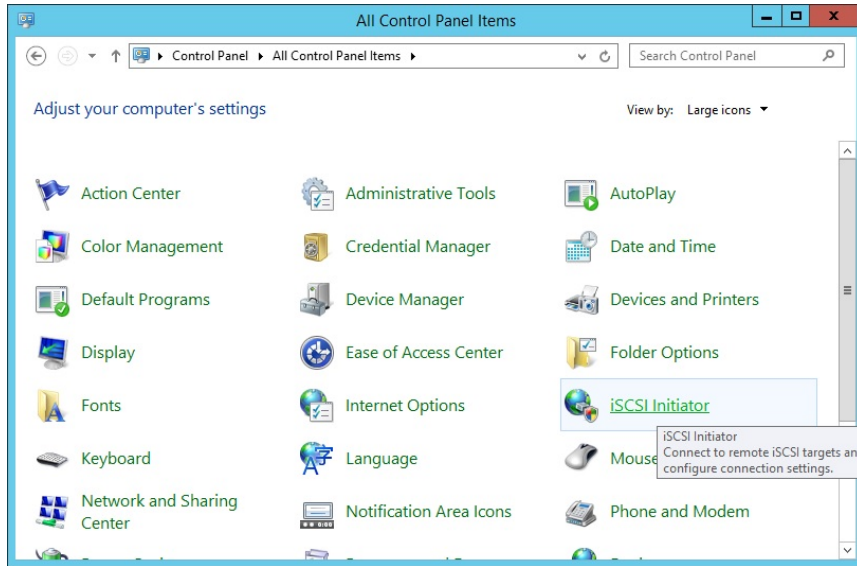 All Control Panel Items
Control Panel All Control Panel Items
Search Control Panel
Adjust your computer's settings
View by: Large icons
Action Center
Administrative Tools
AutoPlay
Color Management
Credential Manager
Date and Time
Default Programs
Device Manager
Devices and Printers
Display
Ease of Access Center
Folder Options
Fonts
Internet Options
iSCSI Initiator
iSCSI Initiator
Connect to remote iSCSI targets an
configure connection settings.
Keyboard
Language
Mouse
Network and Sharing
Center
Notification Area Icons
Phone and Modem